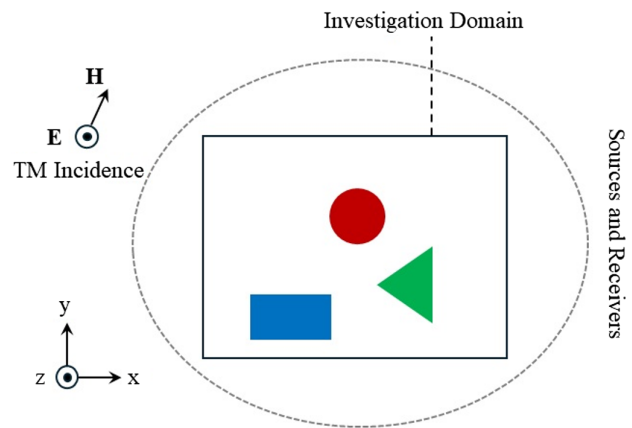 Investigation Domain
H
E
TM Incidence
Sources and Receivers
y
z
x